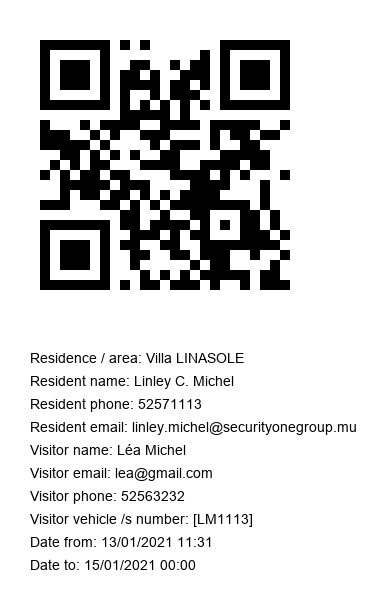 AzAzAzAz
9Iz1f7g0n3HkZ8w
Residence / area: Villa LINASOLE
Resident name: Linley C. Michel
Resident phone: 52571113
Resident email: linley.michel@securityonegroup.mu
Visitor name: Léa Michel
Visitor email: lea@gmail.com
Visitor phone: 52563232
Visitor vehicle /s number: [LM1113]
Date from: 13/01/2021 11:31
Date to: 15/01/2021 00:00